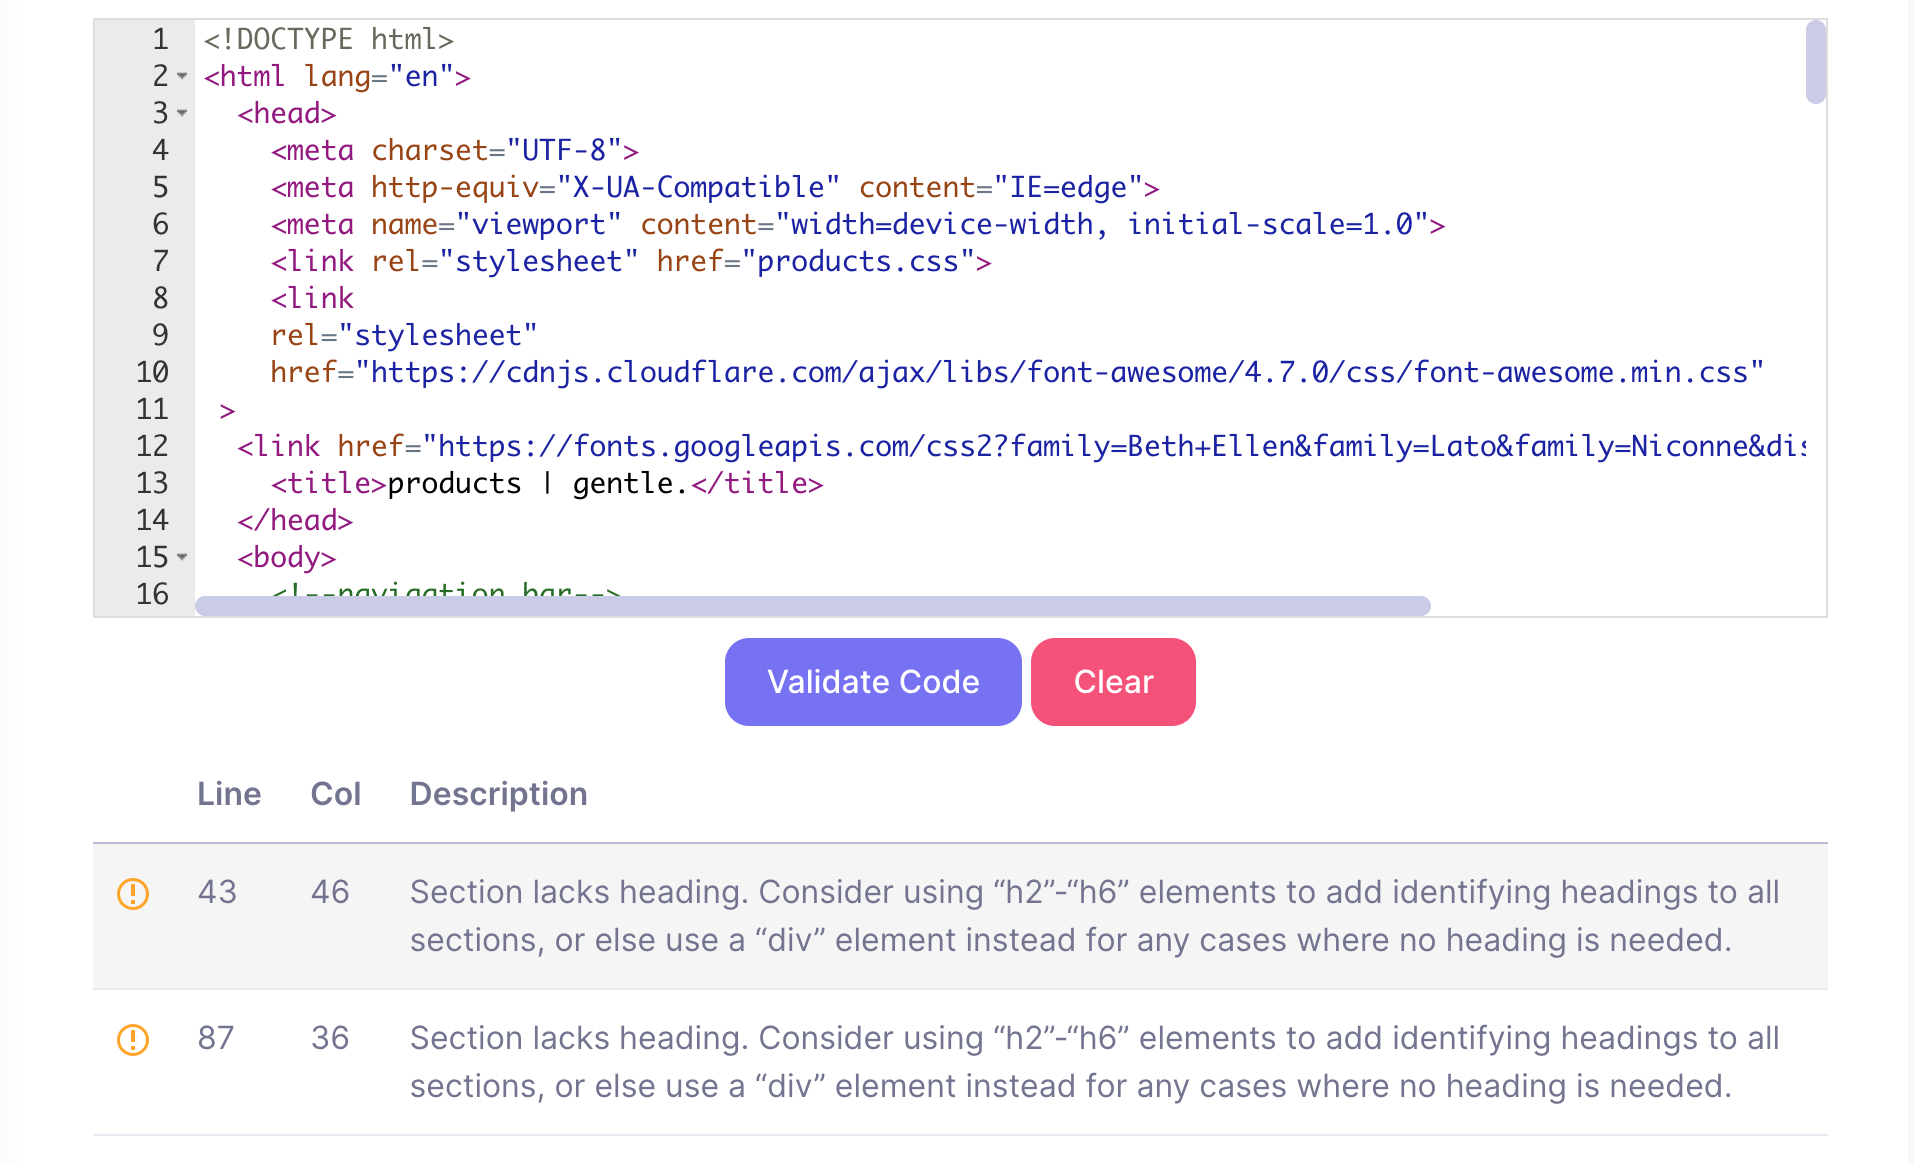 1 <!DOCTYPE html>
2 <html lang="en">
3 <head>
4 <meta charset="UTF-8">
5 <meta http-equiv="X-UA-Compatible" content="IE=edge">
6 <meta name="viewport" content="width=device-width, initial-scale=1.0">
7 <link rel="stylesheet" href="products.css">
8 <link
9 rel="stylesheet"
10 href="https://cdnjs.cloudflare.com/ajax/libs/font-awesome/4.7.0/css/font-awesome.min.css"
11 >
12 <link href="https://fonts.googleapis.com/css2?family=Beth+Ellen&family=Lato&family=Niconne&dis
13 <title>products | gentle.</title>
14 </head>
15 <body>
16 <!--navigation bar-->
Validate Code Clear
Line Col Description
43 46 Section lacks heading. Consider using “h2”-“h6” elements to add identifying headings to all
sections, or else use a “div” element instead for any cases where no heading is needed.
87 36 Section lacks heading. Consider using “h2”-“h6” elements to add identifying headings to all
sections, or else use a “div” element instead for any cases where no heading is needed.